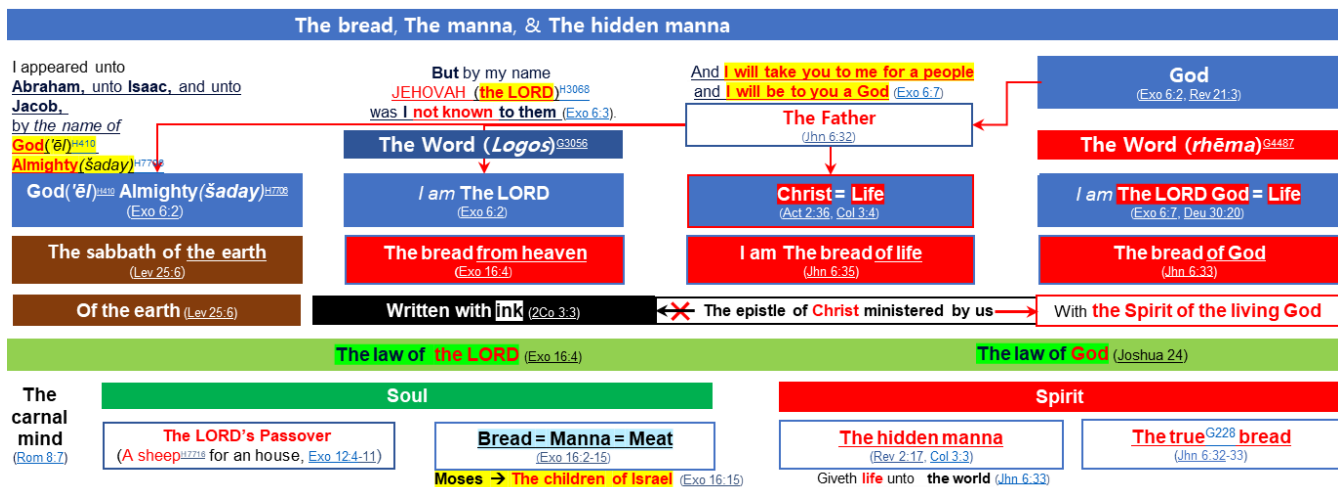 The bread, The manna, & The hidden manna
I appeared unto
Abraham, unto Isaac, and unto
Jacob,
by the name of
God('ēl)H410
Almighty(šaday)H7706
But by my name
JEHOVAH (the LORD)H3068
was I not known to them (Exo 6:3).
And I will take you to me for a people
and I will be to you a God (Exo 6:7)
God
(Exo 6:2, Rev 21:3)
The Father
(Jhn 6:32)
The Word (Logos)G3056
The Word (rhēma)G4487
God('ēl)H410 Almighty(šaday)H7706
(Exo 6:2)
I am The LORD
(Exo 6:2)
Christ = Life
(Act 2:36, Col 3:4)
I am The LORD God = Life
(Exo 6:7, Deu 30:20)
The sabbath of the earth
(Lev 25:6)
The bread from heaven
(Exo 16:4)
I am The bread of life
(Jhn 6:35)
The bread of God
(Jhn 6:33)
Of the earth (Lev 25:6)
Written with ink (2Co 3:3)
The epistle of Christ ministered by us
With the Spirit of the living God
The law of the LORD (Exo 16:4)
The law of God (Joshua 24)
The
carnal
mind
(Rom 8:7)
Soul
Spirit
The LORD's Passover
(A sheepH7716 for an house, Exo 12:4-11)
Bread = Manna = Meat
(Exo 16:2-15)
Moses → The children of Israel (Exo 16:15)
The hidden manna
(Rev 2:17, Col 3:3)
Giveth life unto the world (Jhn 6:33)
The trueG228 bread
(Jhn 6:32-33)